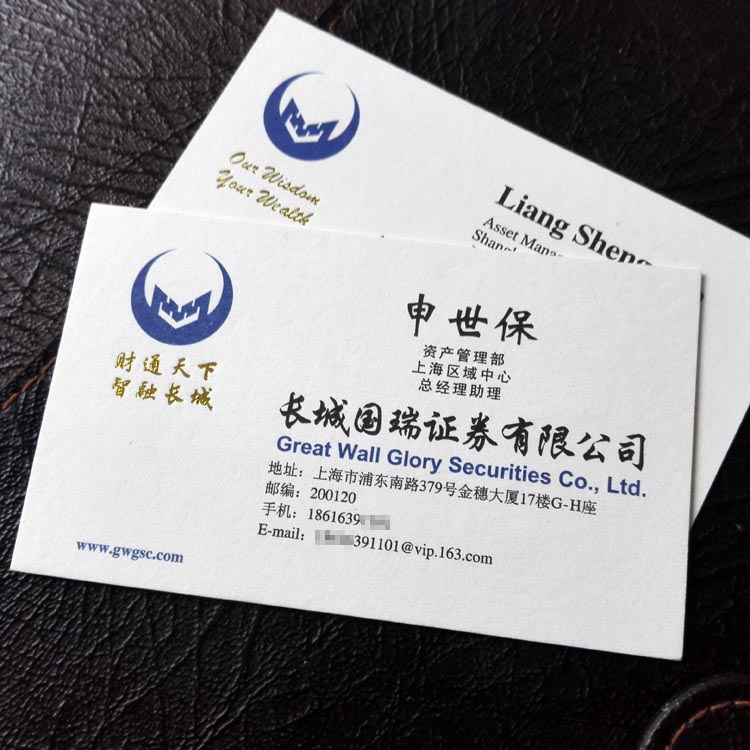 Our Wisdom
Your Wealth
Liang Sheng
Asset
财通天下
智融长城
申世保
资产管理部
上海区域中心
总经理助理
长城国瑞证券有限公司
Great Wall Glory Securities Co., Ltd.
地址：上海市浦东南路379号金穗大厦17楼G-H座
邮编：200120
手机：1861639
E-mail：391101@vip.163.com
www.gwgsc.com